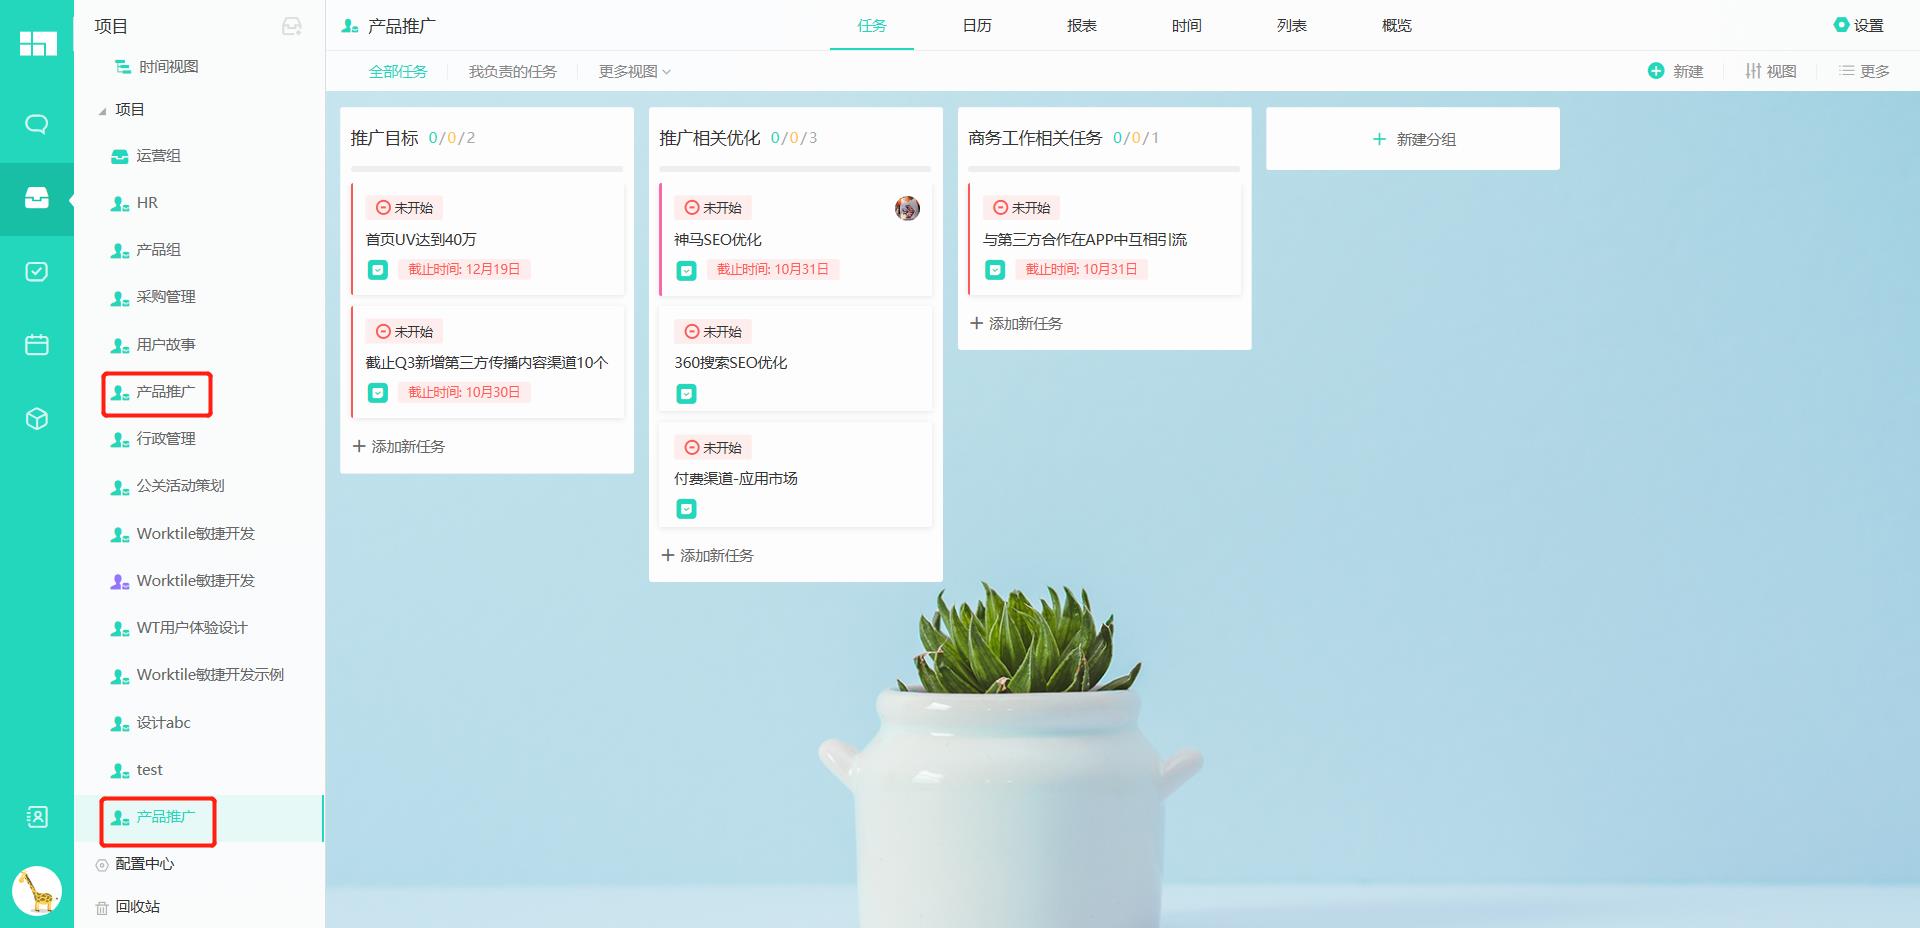 项目
时间视图
项目
运营组
HR
产品组
采购管理
用户故事
产品推广
行政管理
公关活动策划
Worktile敏捷开发
Worktile敏捷开发
WT用户体验设计
Worktile敏捷开发示例
设计abc
test
产品推广
配置中心
回收站
产品推广
任务 日历 报表 时间 列表 概览
设置
全部任务 我负责的任务 更多视图
新建 视图 更多
推广目标 0/0/2
未开始
首页UV达到40万
截止时间: 12月19日
未开始
截止Q3新增第三方传播内容渠道10个
截止时间: 10月30日
添加新任务
推广相关优化 0/0/3
未开始
神马SEO优化
截止时间: 10月31日
未开始
360搜索SEO优化
未开始
付费渠道-应用市场
添加新任务
商务工作相关任务 0/0/1
未开始
与第三方合作在APP中互相引流
截止时间: 10月31日
添加新任务
新建分组